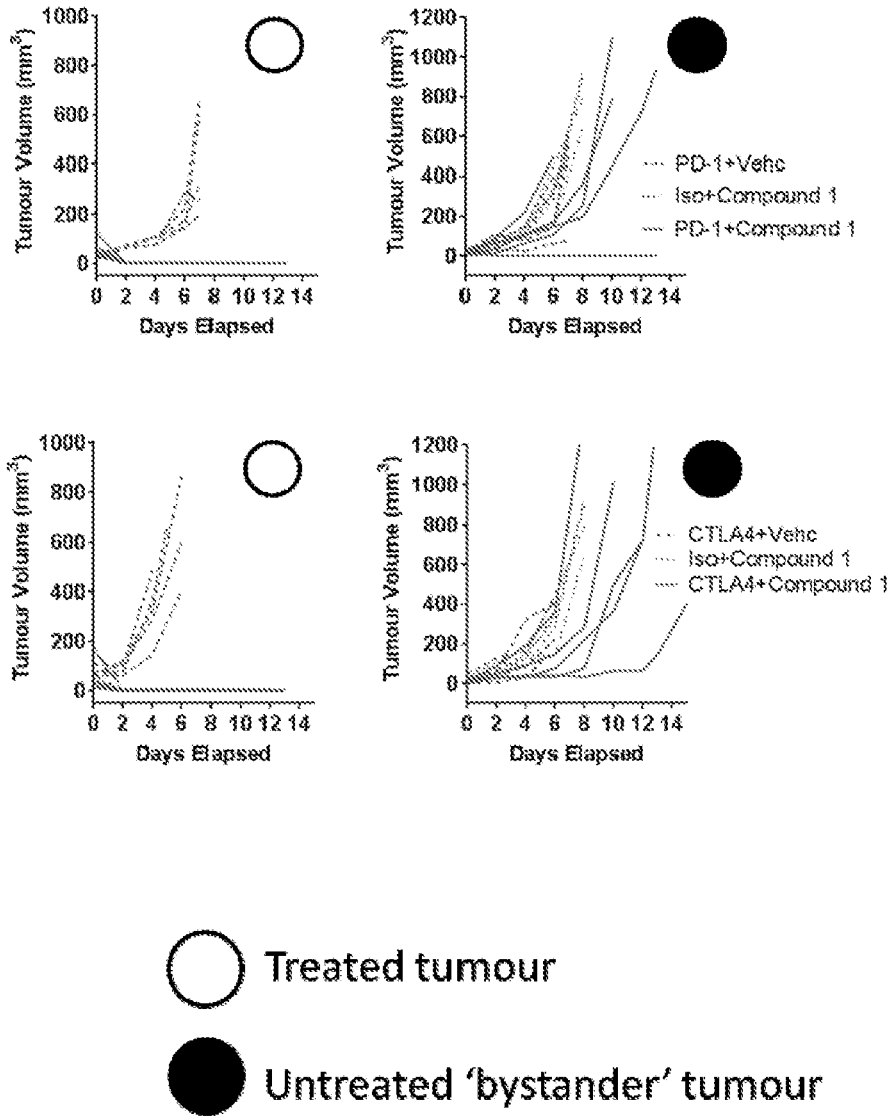 1000
800
600
400
200
0
Tumour Volume (mm³)
0 2 4 6 8 10 12 14
Days Elapsed
1200
1000
800
600
400
200
0
Tumour Volume (mm³)
0 2 4 6 8 10 12 14
Days Elapsed
PD-1+Vehc
Iso+Compound 1
PD-1+Compound 1
1000
800
600
400
200
0
Tumour Volume (mm³)
0 2 4 6 8 10 12 14
Days Elapsed
1200
1000
800
600
400
200
0
Tumour Volume (mm³)
0 2 4 6 8 10 12 14
Days Elapsed
CTLA4+Vehc
Iso+Compound 1
CTLA4+Compound 1
Treated tumour
Untreated ‘bystander’ tumour